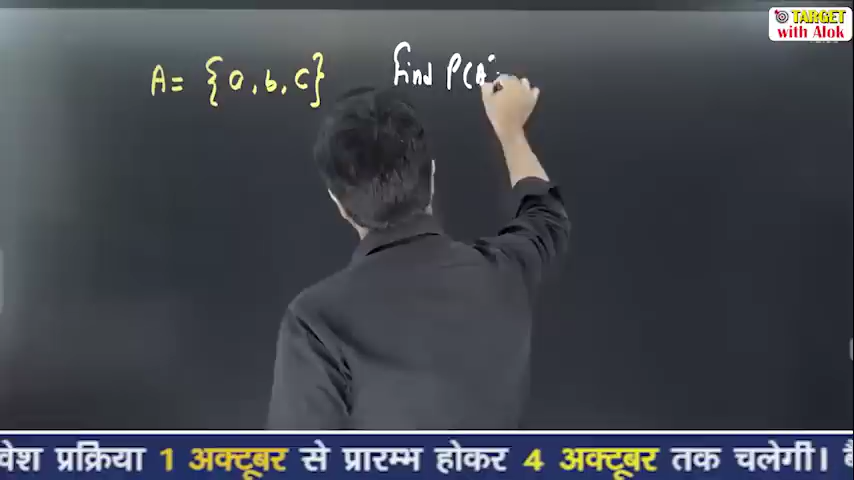 TARGET
with Alok
A = {a, b, c} Find P(A
प्रक्रिया 1 अक्टूबर से प्रारम्भ होकर 4 अक्टूबर तक चलेगी।